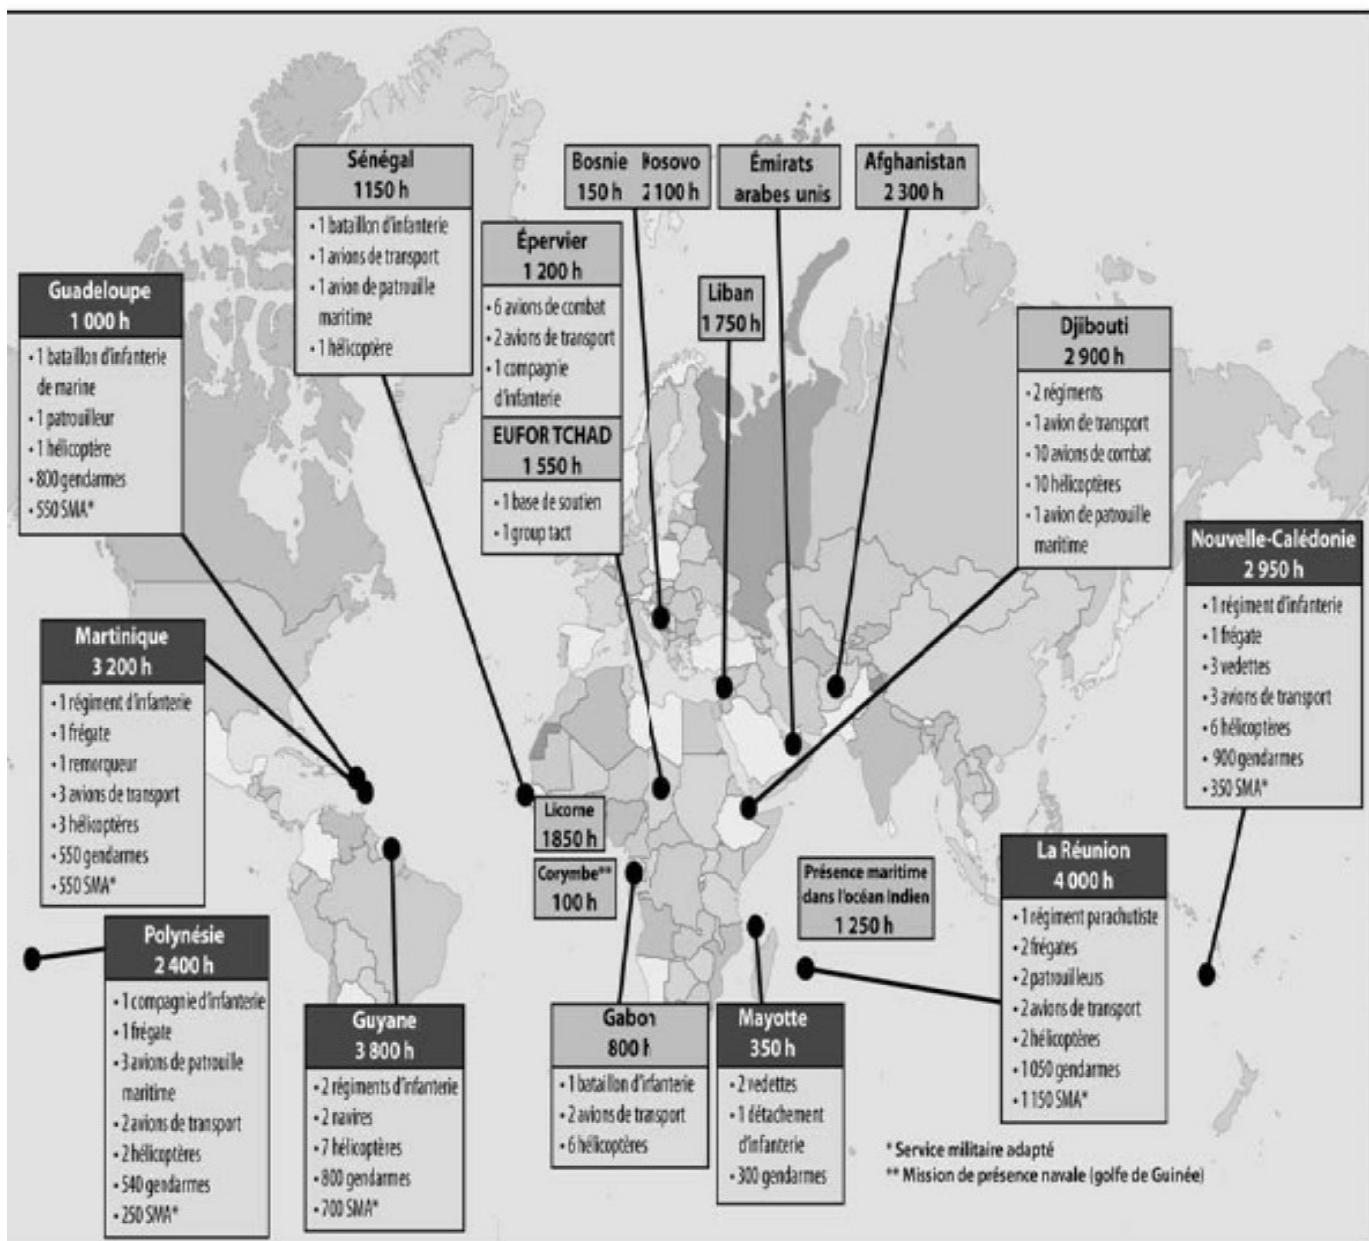 Sénégal
1150 h
• 1 bataillon d'infanterie
• 1 avions de transport
• 1 avion de patrouille
maritime
• 1 hélicoptère
Bosnie
150 h
Kosovo
2 100 h
Émirats
arabes unis
Afghanistan
2 300 h
Épervier
1 200 h
• 6 avions de combat
• 2 avions de transport
• 1 compagnie
d'infanterie
EUFOR TCHAD
1 550 h
• 1 base de soutien
• 1 group tact
Liban
1 750 h
Guadeloupe
1 000 h
• 1 bataillon d'infanterie
de marine
• 1 patrouilleur
• 1 hélicoptère
• 800 gendarmes
• 550 SMA*
Djibouti
2 900 h
• 2 régiments
• 1 avion de transport
• 10 avions de combat
• 10 hélicoptères
• 1 avion de patrouille
maritime
Nouvelle-Calédonie
2 950 h
• 1 régiment d'infanterie
• 1 frégate
• 3 vedettes
• 3 avions de transport
• 6 hélicoptères
• 900 gendarmes
• 350 SMA*
Martinique
3 200 h
• 1 régiment d'infanterie
• 1 frégate
• 1 remorqueur
• 3 avions de transport
• 3 hélicoptères
• 550 gendarmes
• 550 SMA*
Licorne
1850 h
Corymbe**
100 h
Présence maritime
dans l'océan Indien
1 250 h
La Réunion
4 000 h
• 1 régiment parachutiste
• 2 frégates
• 2 patrouilleurs
• 2 avions de transport
• 2 hélicoptères
• 1 050 gendarmes
• 1 150 SMA*
Polynésie
2 400 h
• 1 compagnie d'infanterie
• 1 frégate
• 3 avions de patrouille
maritime
• 2 avions de transport
• 2 hélicoptères
• 540 gendarmes
• 250 SMA*
Guyane
3 800 h
• 2 régiments d'infanterie
• 2 navires
• 7 hélicoptères
• 800 gendarmes
• 700 SMA*
Gabon
800 h
• 1 bataillon d'infanterie
• 2 avions de transport
• 6 hélicoptères
Mayotte
350 h
• 2 vedettes
• 1 détachement
d'infanterie
• 300 gendarmes
* Service militaire adapté
** Mission de présence navale (golfe de Guinée)